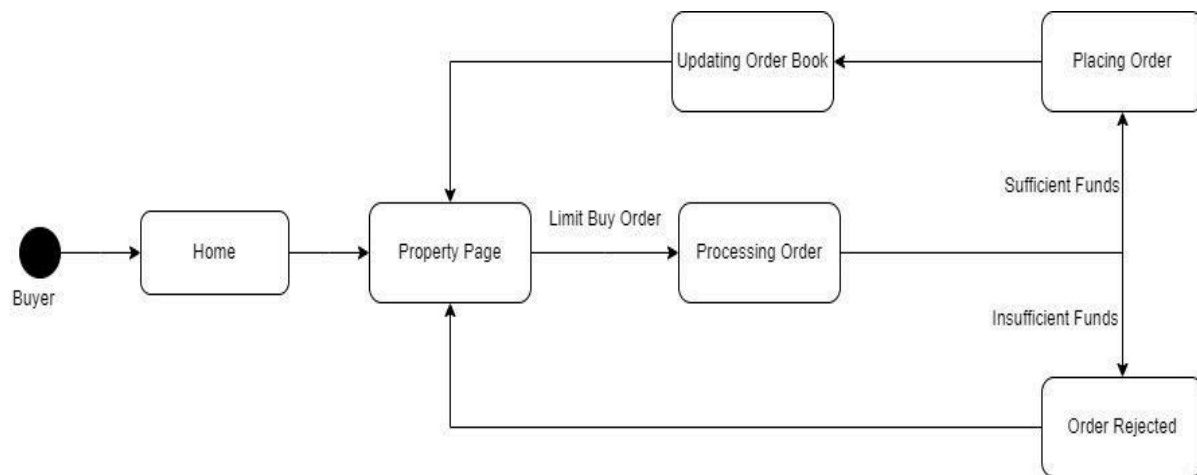 Updating Order Book
Placing Order
Sufficient Funds
Limit Buy Order
Home
Property Page
Processing Order
Buyer
Insufficient Funds
Order Rejected